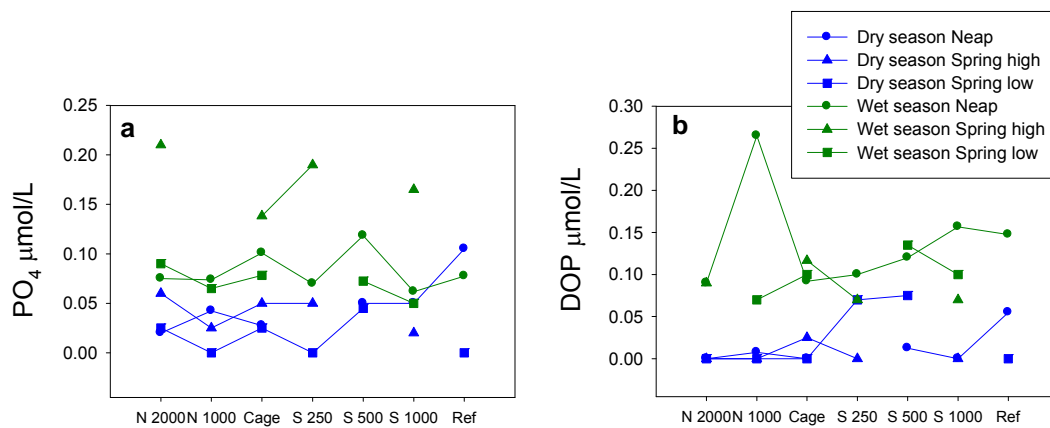 Dry season Neap
Dry season Spring high
Dry season Spring low
Wet season Neap
Wet season Spring high
Wet season Spring low
a
PO4 μmol/L
0.25
0.20
0.15
0.10
0.05
0.00
N 2000 N 1000 Cage S 250 S 500 S 1000 Ref
b
DOP μmol/L
0.30
0.25
0.20
0.15
0.10
0.05
0.00
N 2000 N 1000 Cage S 250 S 500 S 1000 Ref